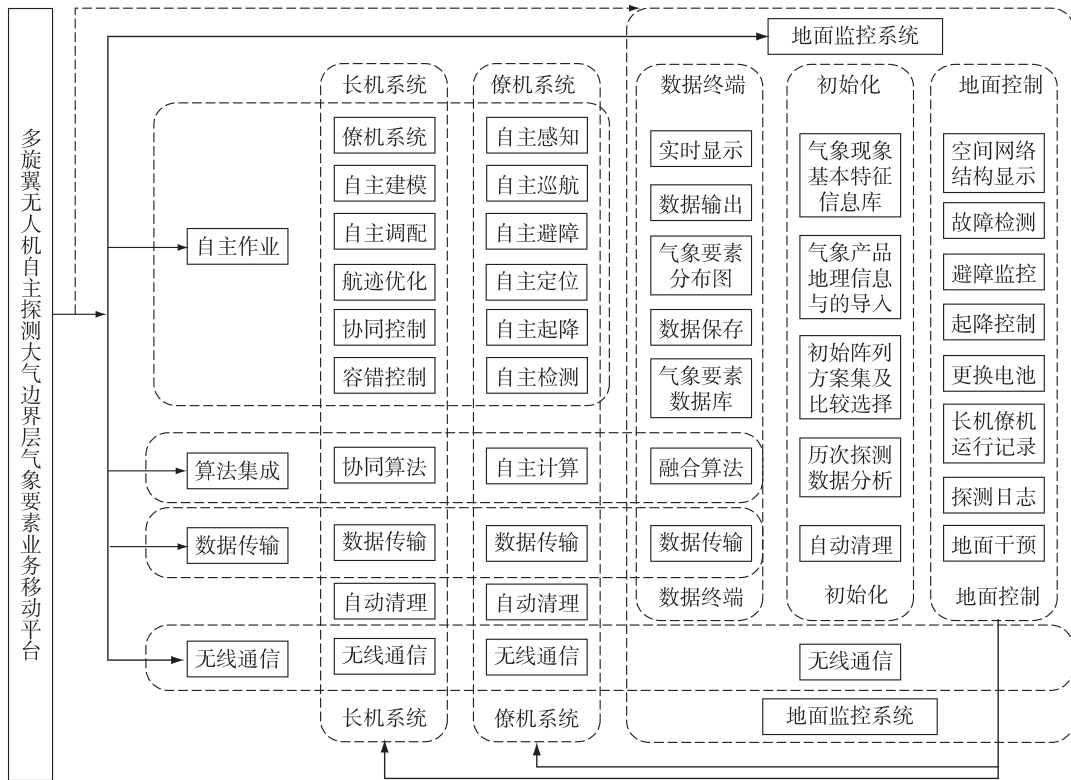 多旋翼无人机自主探测大气边界层气象要素业务移动平台
地面监控系统
长机系统
僚机系统
数据终端
初始化
地面控制
自主作业
僚机系统
自主建模
自主调配
航迹优化
协同控制
容错控制
自主感知
自主巡航
自主避障
自主定位
自主起降
自主检测
实时显示
数据输出
气象要素
分布图
数据保存
气象要素
数据库
气象现象
基本特征
信息库
气象产品
地理信息
与的导入
初始阵列
方案集及
比较选择
历次探测
数据分析
自动清理
空间网络
结构显示
故障检测
避障监控
起降控制
更换电池
长机僚机
运行记录
探测日志
地面干预
算法集成
协同算法
自主计算
融合算法
数据传输
数据传输
数据传输
数据传输
自动清理
自动清理
数据终端
初始化
地面控制
无线通信
无线通信
无线通信
无线通信
长机系统
僚机系统
地面监控系统